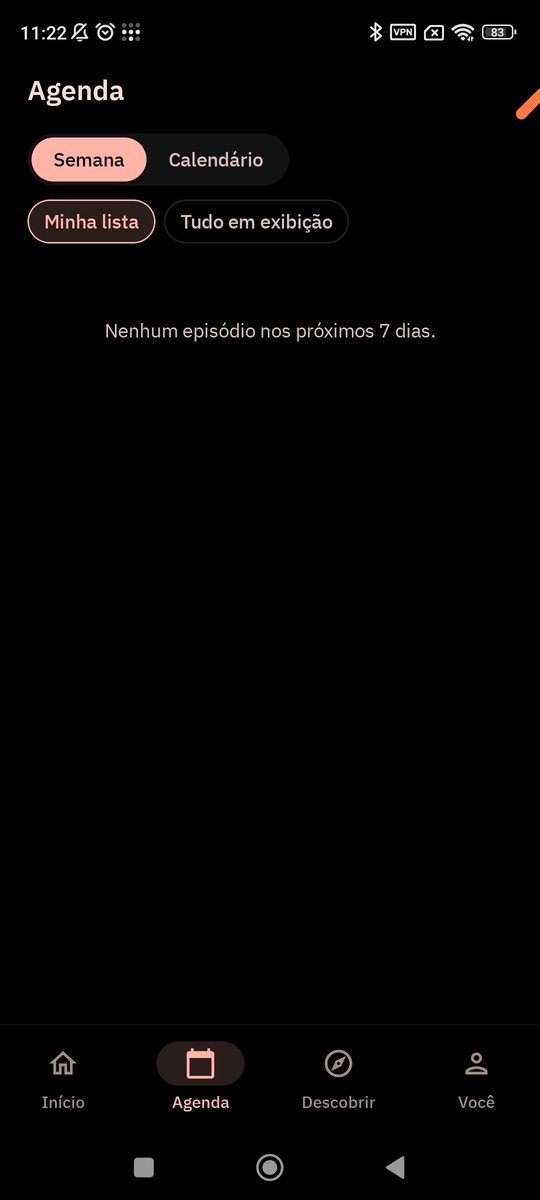 11:22
VPN
83
Agenda
Semana Calendário
Minha lista Tudo em exibição
Nenhum episódio nos próximos 7 dias.
Início Agenda Descobrir Você